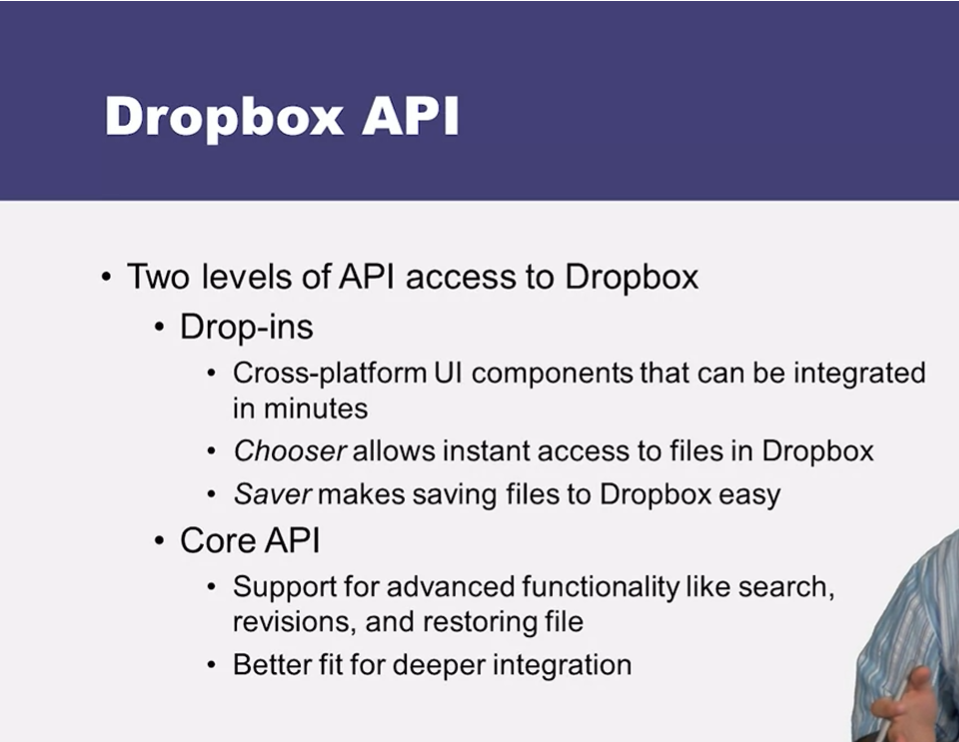 Dropbox API
• Two levels of API access to Dropbox
• Drop-ins
• Cross-platform UI components that can be integrated
in minutes
• Chooser allows instant access to files in Dropbox
• Saver makes saving files to Dropbox easy
• Core API
• Support for advanced functionality like search,
revisions, and restoring file
• Better fit for deeper integration